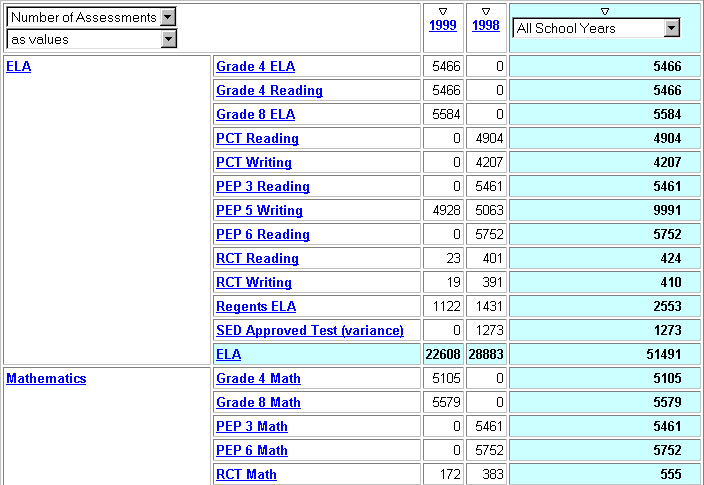 Number of Assessments
as values
1999 1998 All School Years
ELA Grade 4 ELA 5466 0 5466
Grade 4 Reading 5466 0 5466
Grade 8 ELA 5584 0 5584
PCT Reading 0 4904 4904
PCT Writing 0 4207 4207
PEP 3 Reading 0 5461 5461
PEP 5 Writing 4928 5063 9991
PEP 6 Reading 0 5752 5752
RCT Reading 23 401 424
RCT Writing 19 391 410
Regents ELA 1122 1431 2553
SED Approved Test (variance) 0 1273 1273
ELA 22608 28883 51491
Mathematics Grade 4 Math 5105 0 5105
Grade 8 Math 5579 0 5579
PEP 3 Math 0 5461 5461
PEP 6 Math 0 5752 5752
RCT Math 172 383 555